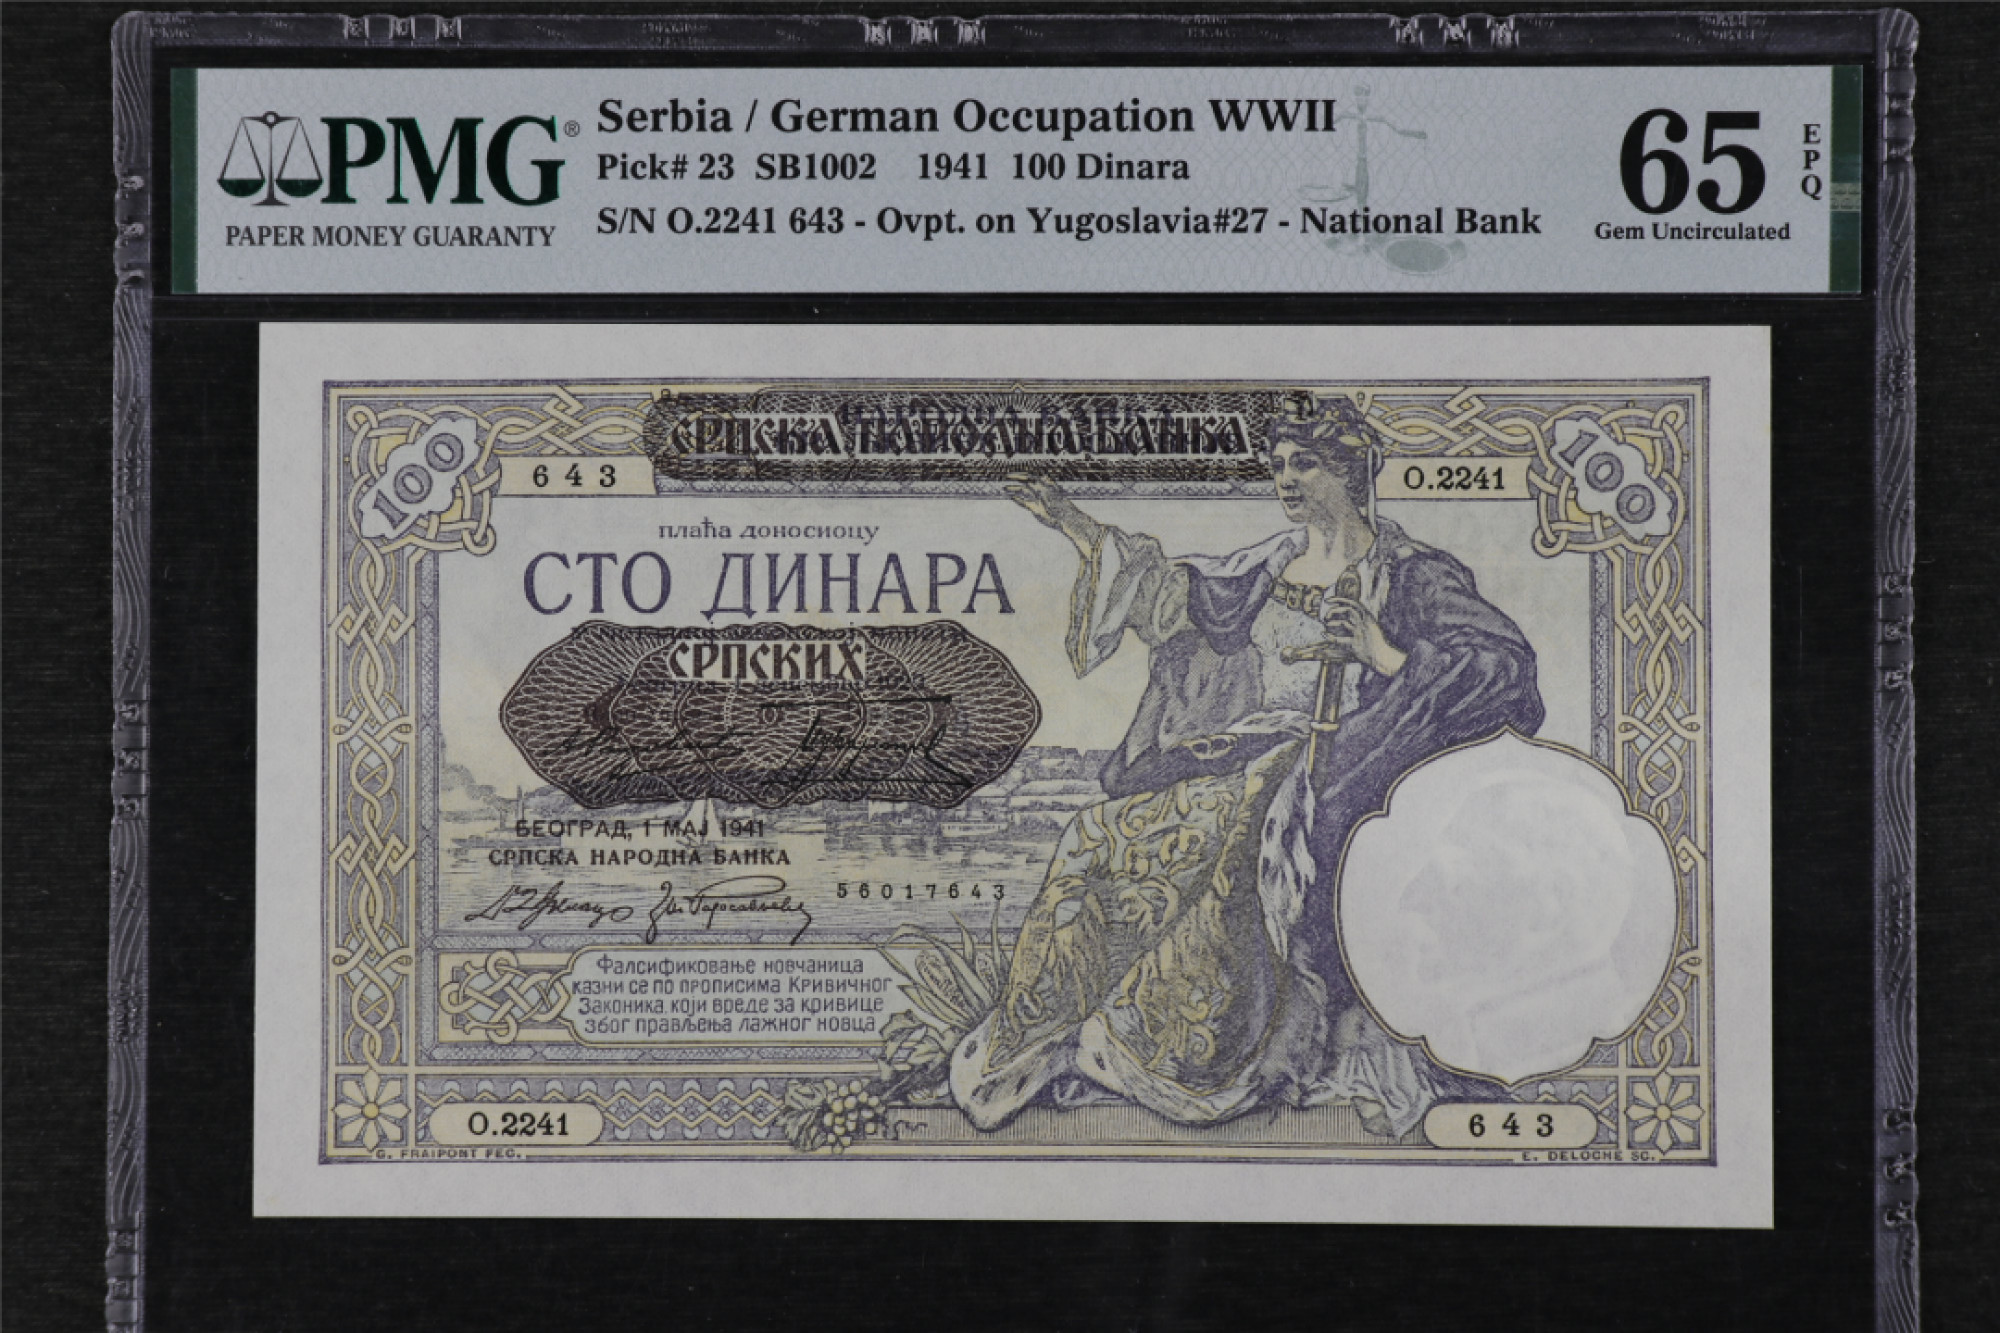 PMG®
PAPER MONEY GUARANTY
Serbia / German Occupation WWII
Pick# 23 SB1002 1941 100 Dinara
S/N O.2241 643 - Ovpt. on Yugoslavia#27 - National Bank
65
EPQ
Gem Uncirculated
СРПСКА НАРОДНА БАНКА
100
643
O.2241
100
плаћа доносиоцу
СТО ДИНАРА
СРПСКИХ
БЕОГРАД, 1 МАЈ 1941
СРПСКА НАРОДНА БАНКА
56017643
Фалсификовање новчаница
казни се по прописима Кривичног
Законика, који вреде за кривице
због прављења лажног новца
O.2241
643
G. FRAIPONT FEC.
E. DELOCHE SC.